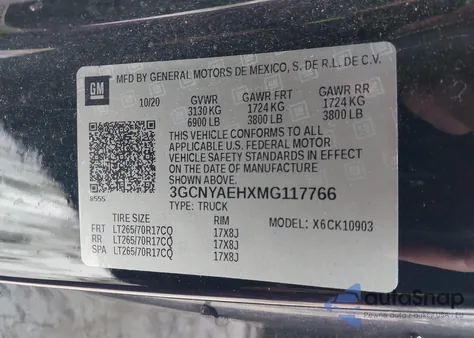 GM
MFD BY GENERAL MOTORS DE MEXICO, S. DE R.L. DE C.V.
10/20 GVWR GAWR FRT GAWR RR
3130 KG 1724 KG 1724 KG
6900 LB 3800 LB 3800 LB
THIS VEHICLE CONFORMS TO ALL
APPLICABLE U.S. FEDERAL MOTOR
VEHICLE SAFETY STANDARDS IN EFFECT
ON THE DATE OF MANUFACTURE
SHOWN ABOVE.
3GCNYAEHXMG117766
TYPE: TRUCK
TIRE SIZE RIM MODEL: X6CK10903
FRT LT265/70R17CQ 17X8J
RR LT265/70R17CQ 17X8J
SPA LT265/70R17CQ 17X8J
autoSnap
Pewne auta z aukcji